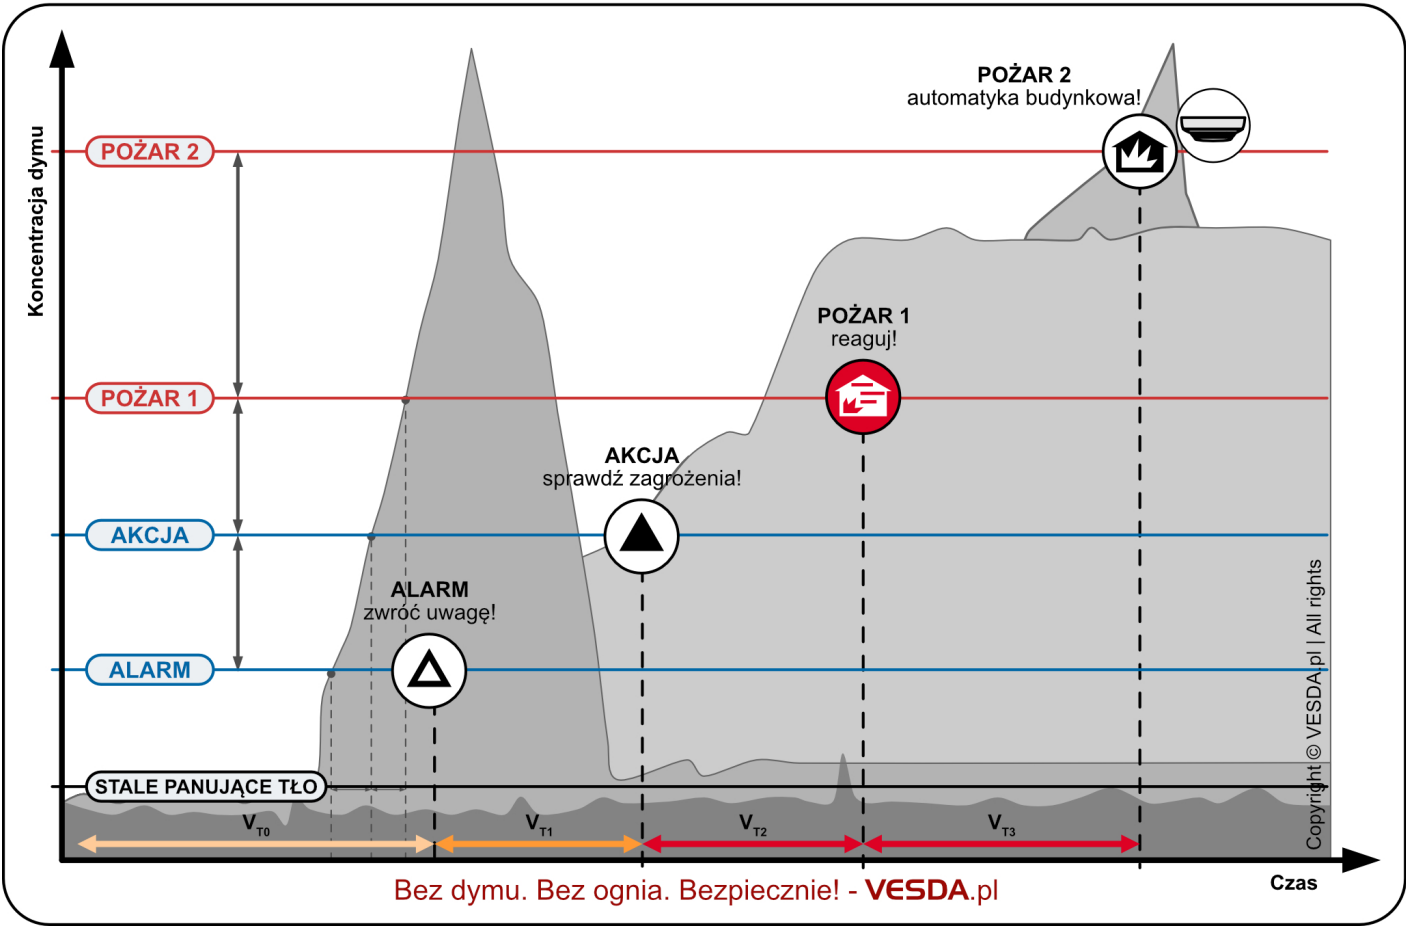 POŻAR 2
automatyka budynkowa!
POŻAR 2
Koncentracja dymu
POŻAR 1
reaguj!
POŻAR 1
AKCJA
sprawdź zagrożenia!
AKCJA
ALARM
zwróć uwagę!
ALARM
STALE PANUJĄCE TŁO
VT0
VT1
VT2
VT3
Copyright © VESDA.pl | All rights
Czas
Bez dymu. Bez ognia. Bezpiecznie! - VESDA.pl